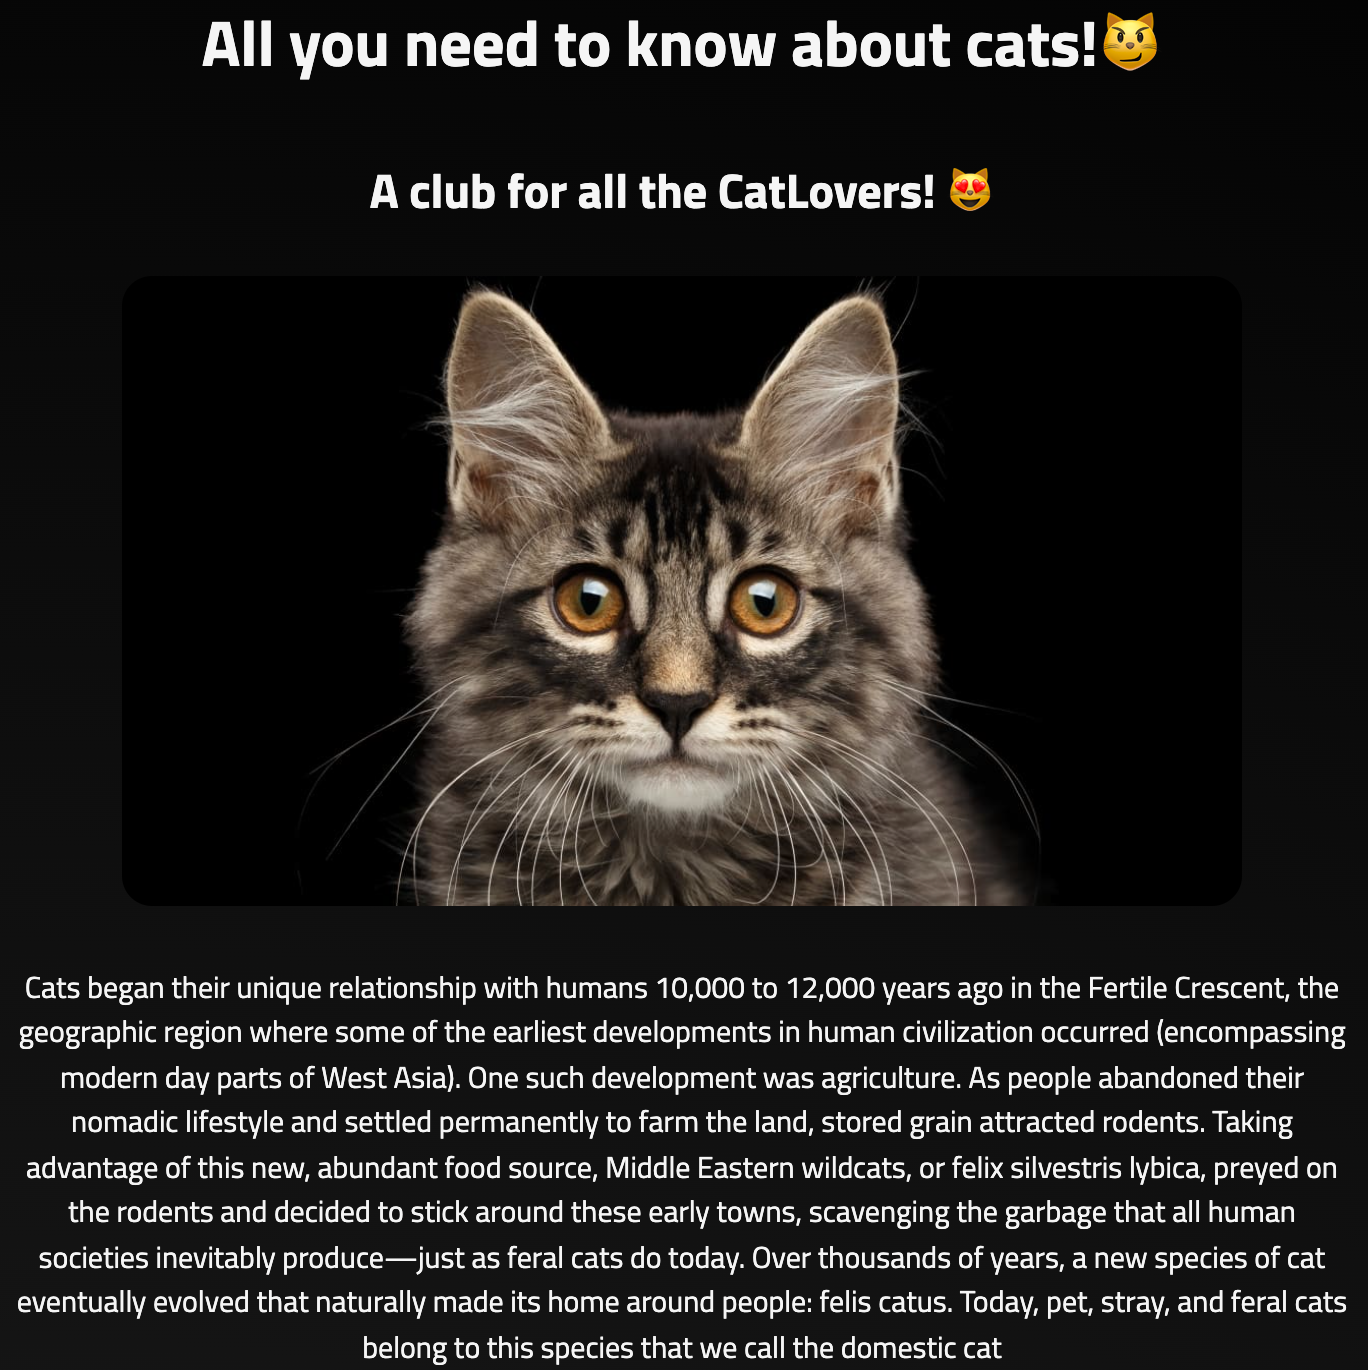 All you need to know about cats!😼
A club for all the CatLovers! 😻
Cats began their unique relationship with humans 10,000 to 12,000 years ago in the Fertile Crescent, the
geographic region where some of the earliest developments in human civilization occurred (encompassing
modern day parts of West Asia). One such development was agriculture. As people abandoned their
nomadic lifestyle and settled permanently to farm the land, stored grain attracted rodents. Taking
advantage of this new, abundant food source, Middle Eastern wildcats, or felix silvestris lybica, preyed on
the rodents and decided to stick around these early towns, scavenging the garbage that all human
societies inevitably produce—just as feral cats do today. Over thousands of years, a new species of cat
eventually evolved that naturally made its home around people: felis catus. Today, pet, stray, and feral cats
belong to this species that we call the domestic cat